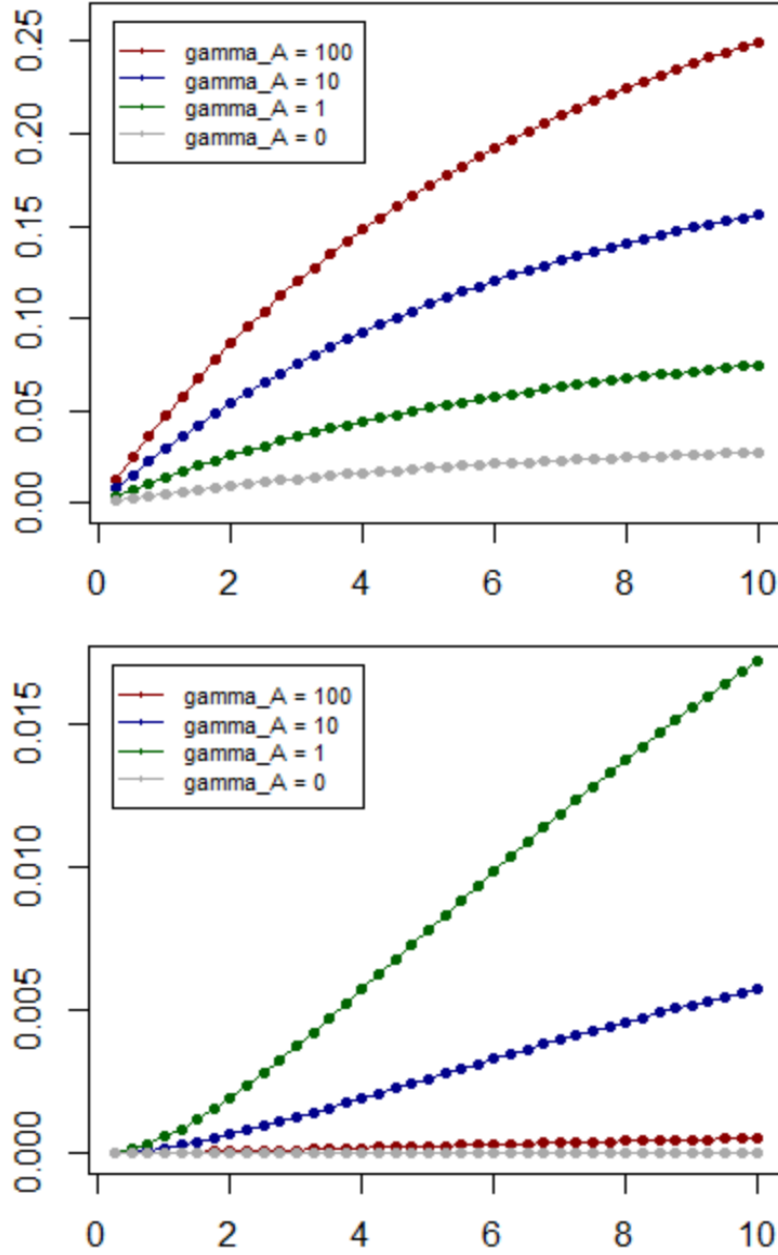 0.25
0.20
0.15
0.10
0.05
0.00
gamma_A = 100
gamma_A = 10
gamma_A = 1
gamma_A = 0
0 2 4 6 8 10
0.015
0.010
0.005
0.000
gamma_A = 100
gamma_A = 10
gamma_A = 1
gamma_A = 0
0 2 4 6 8 10